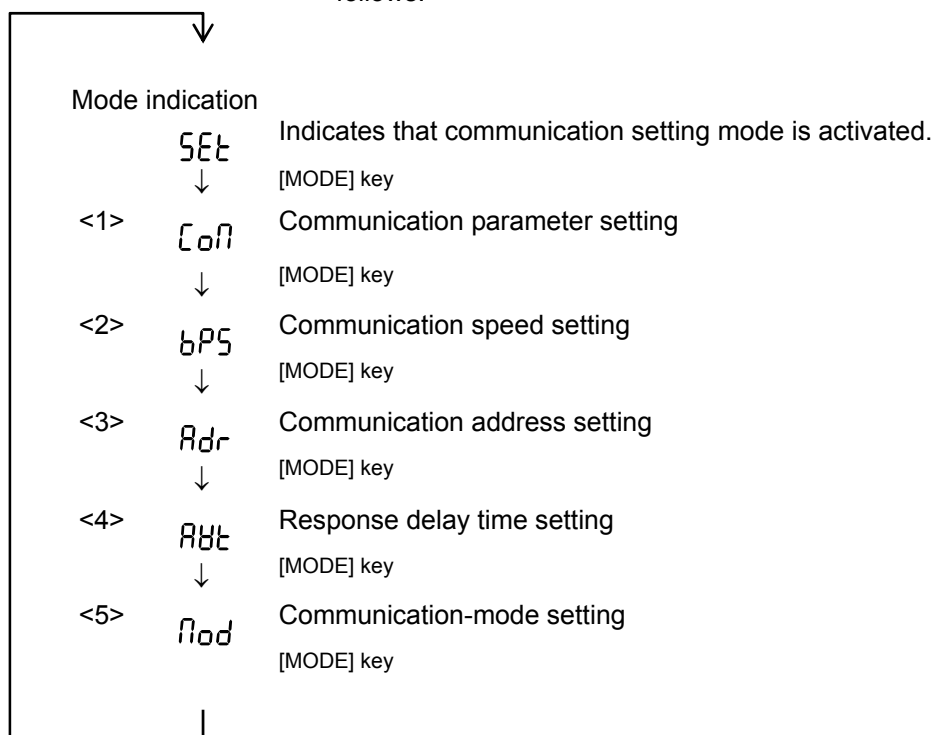 Mode indication
SEt
Indicates that communication setting mode is activated.
↓ [MODE] key
<1> CoM Communication parameter setting
↓ [MODE] key
<2> bPS Communication speed setting
↓ [MODE] key
<3> Adr Communication address setting
↓ [MODE] key
<4> AWt Response delay time setting
↓ [MODE] key
<5> Mod Communication-mode setting
[MODE] key